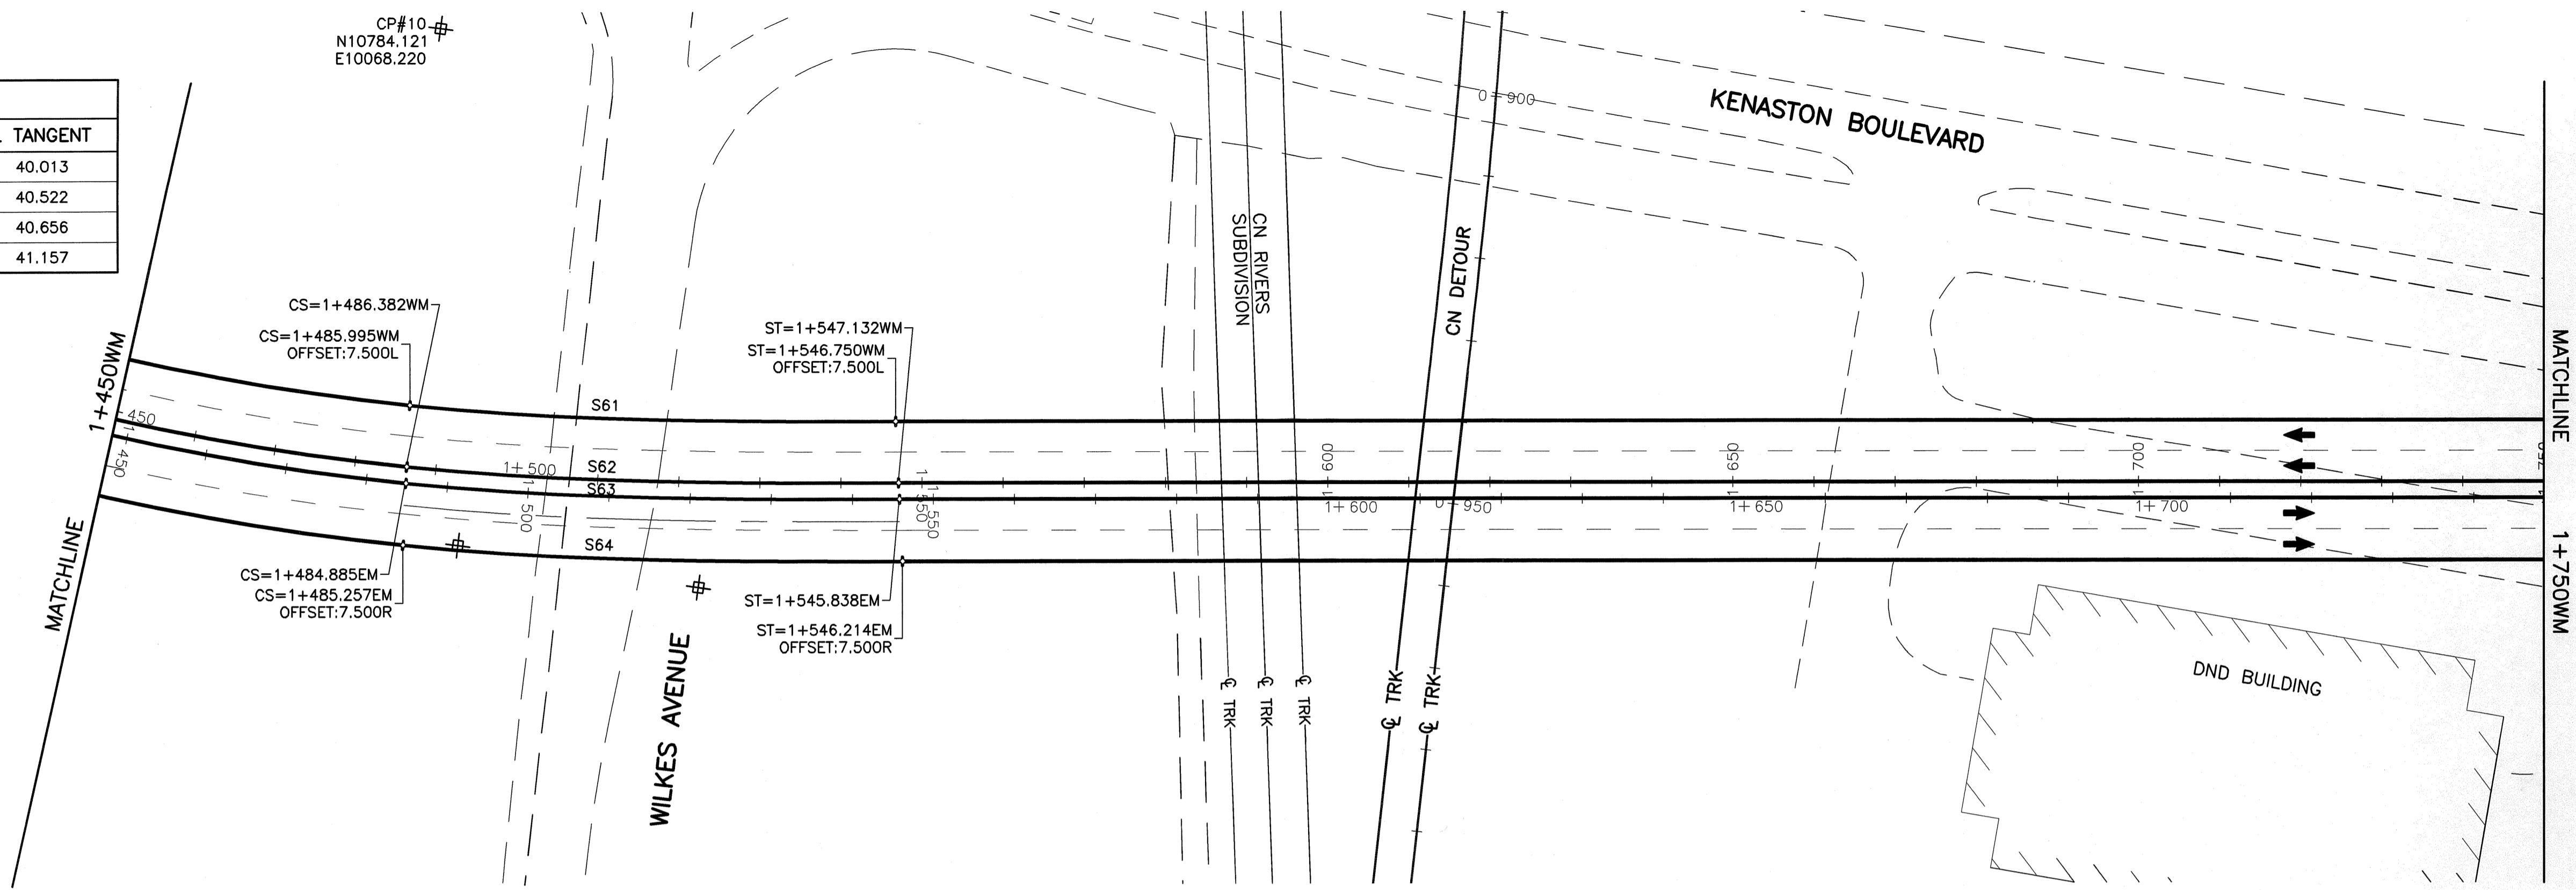 CP#10
N10784.121
E10068.220
TANGENT
40.013
40.522
40.656
41.157
0+900
KENASTON BOULEVARD
CN RIVERS
SUBDIVISION
CN DETOUR
CS=1+486.382WM
CS=1+485.995WM
OFFSET:7.500L
ST=1+547.132WM
ST=1+546.750WM
OFFSET:7.500L
1+450WM
MATCHLINE
450
1+450
S61
S62
S63
S64
1+500
1+500
1+550
1+550
600
1+600
0+950
650
1+650
700
1+700
750
MATCHLINE
1+750WM
CS=1+484.885EM
CS=1+485.257EM
OFFSET:7.500R
ST=1+545.838EM
ST=1+546.214EM
OFFSET:7.500R
WILKES AVENUE
℄ TRK
℄ TRK
℄ TRK
℄ TRK
℄ TRK
DND BUILDING